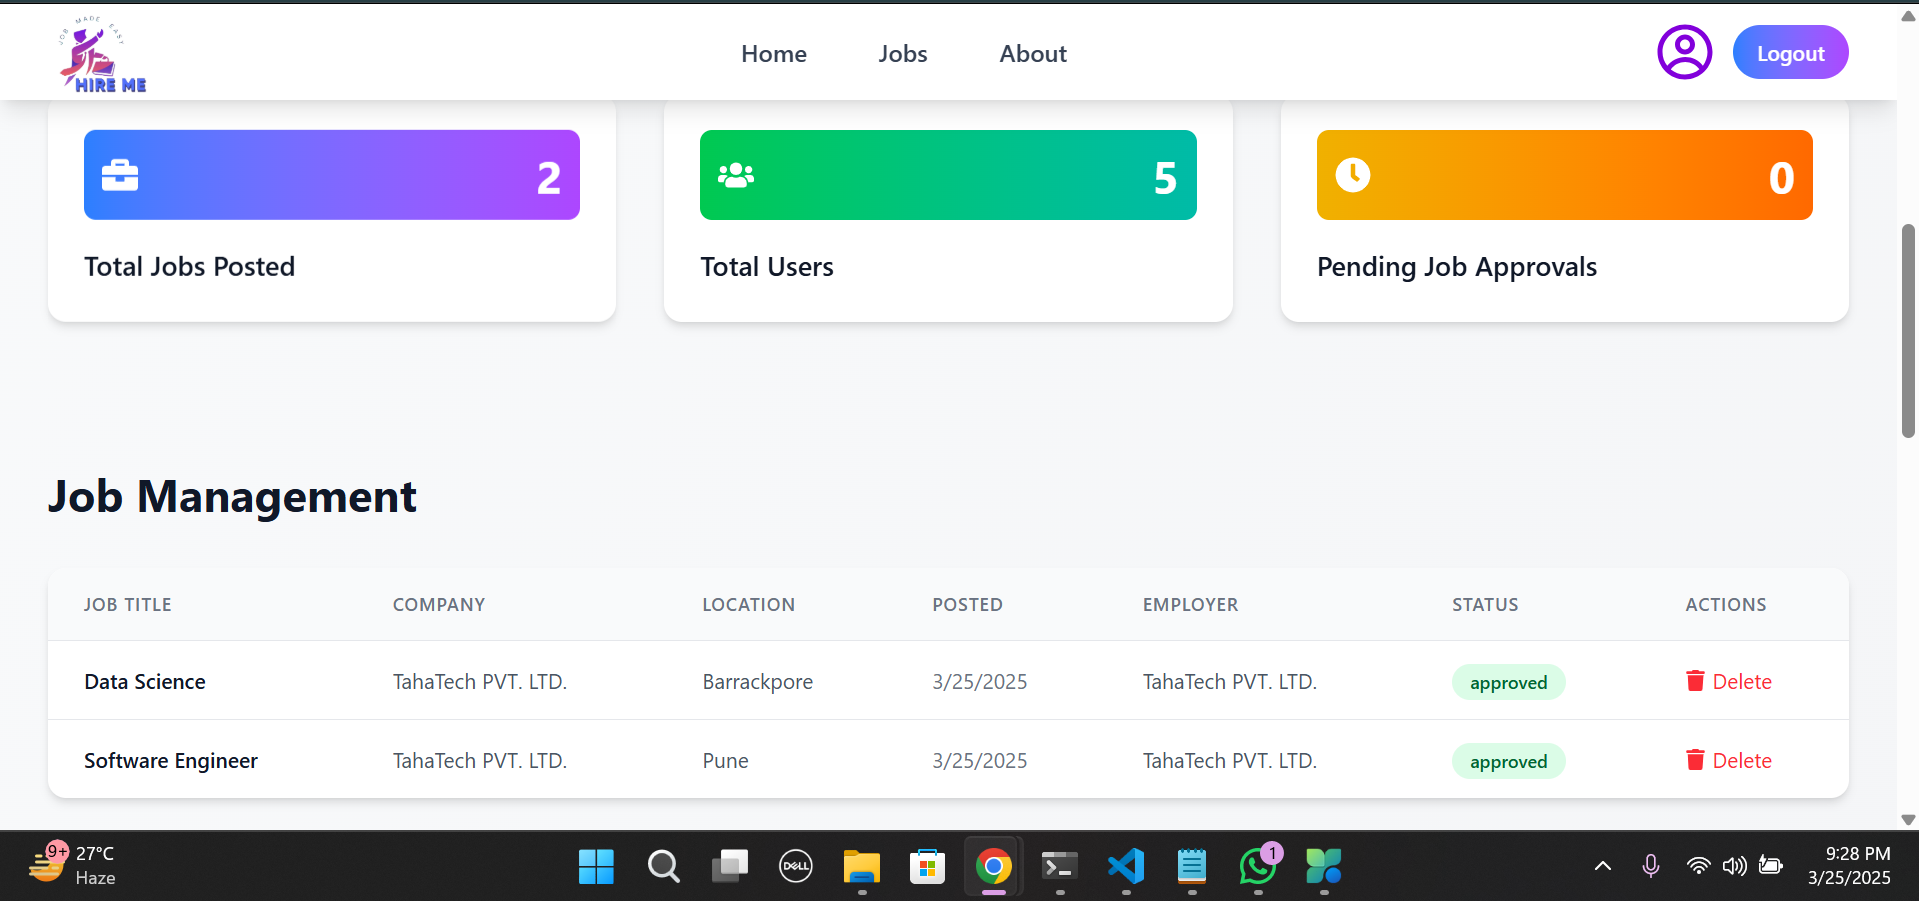 JOB MADE EASY
HIRE ME
Home
Jobs
About
Logout
2
5
0
Total Jobs Posted
Total Users
Pending Job Approvals
Job Management
JOB TITLE COMPANY LOCATION POSTED EMPLOYER STATUS ACTIONS
Data Science TahaTech PVT. LTD. Barrackpore 3/25/2025 TahaTech PVT. LTD. approved Delete
Software Engineer TahaTech PVT. LTD. Pune 3/25/2025 TahaTech PVT. LTD. approved Delete
9+
27°C
Haze
DELL
1
9:28 PM
3/25/2025